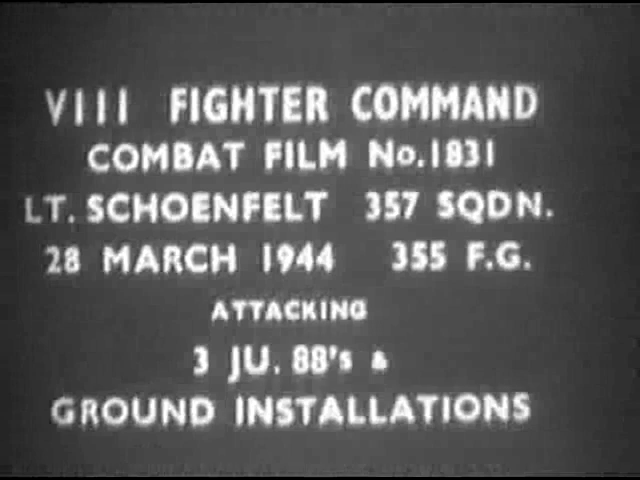 VIII FIGHTER COMMAND
COMBAT FILM No.1831
LT. SCHOENFELT 357 SQDN.
28 MARCH 1944 355 F.G.
ATTACKING
3 JU. 88's &
GROUND INSTALLATIONS